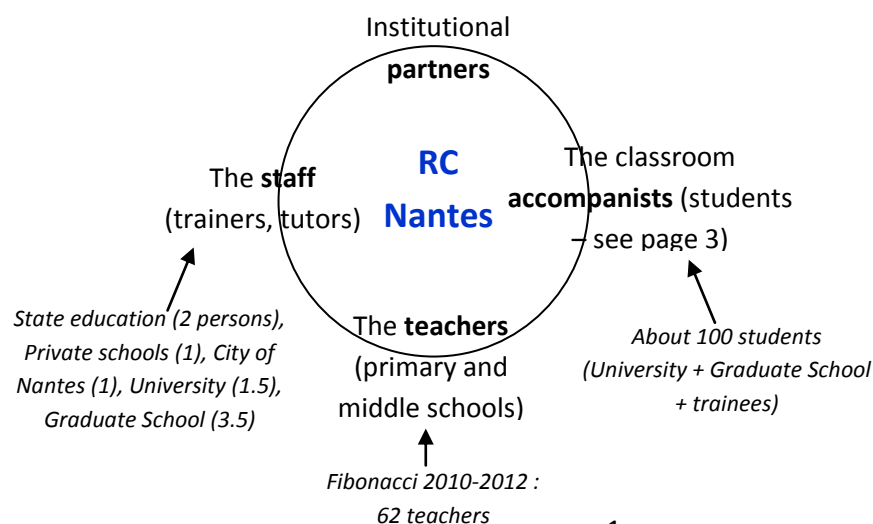 Institutional
partners
RC
Nantes
The staff
(trainers, tutors)
The classroom
accompanists (students
– see page 3)
State education (2 persons),
Private schools (1), City of
Nantes (1), University (1.5),
Graduate School (3.5)
The teachers
(primary and
middle schools)
About 100 students
(University + Graduate School
+ trainees)
Fibonacci 2010-2012 :
62 teachers